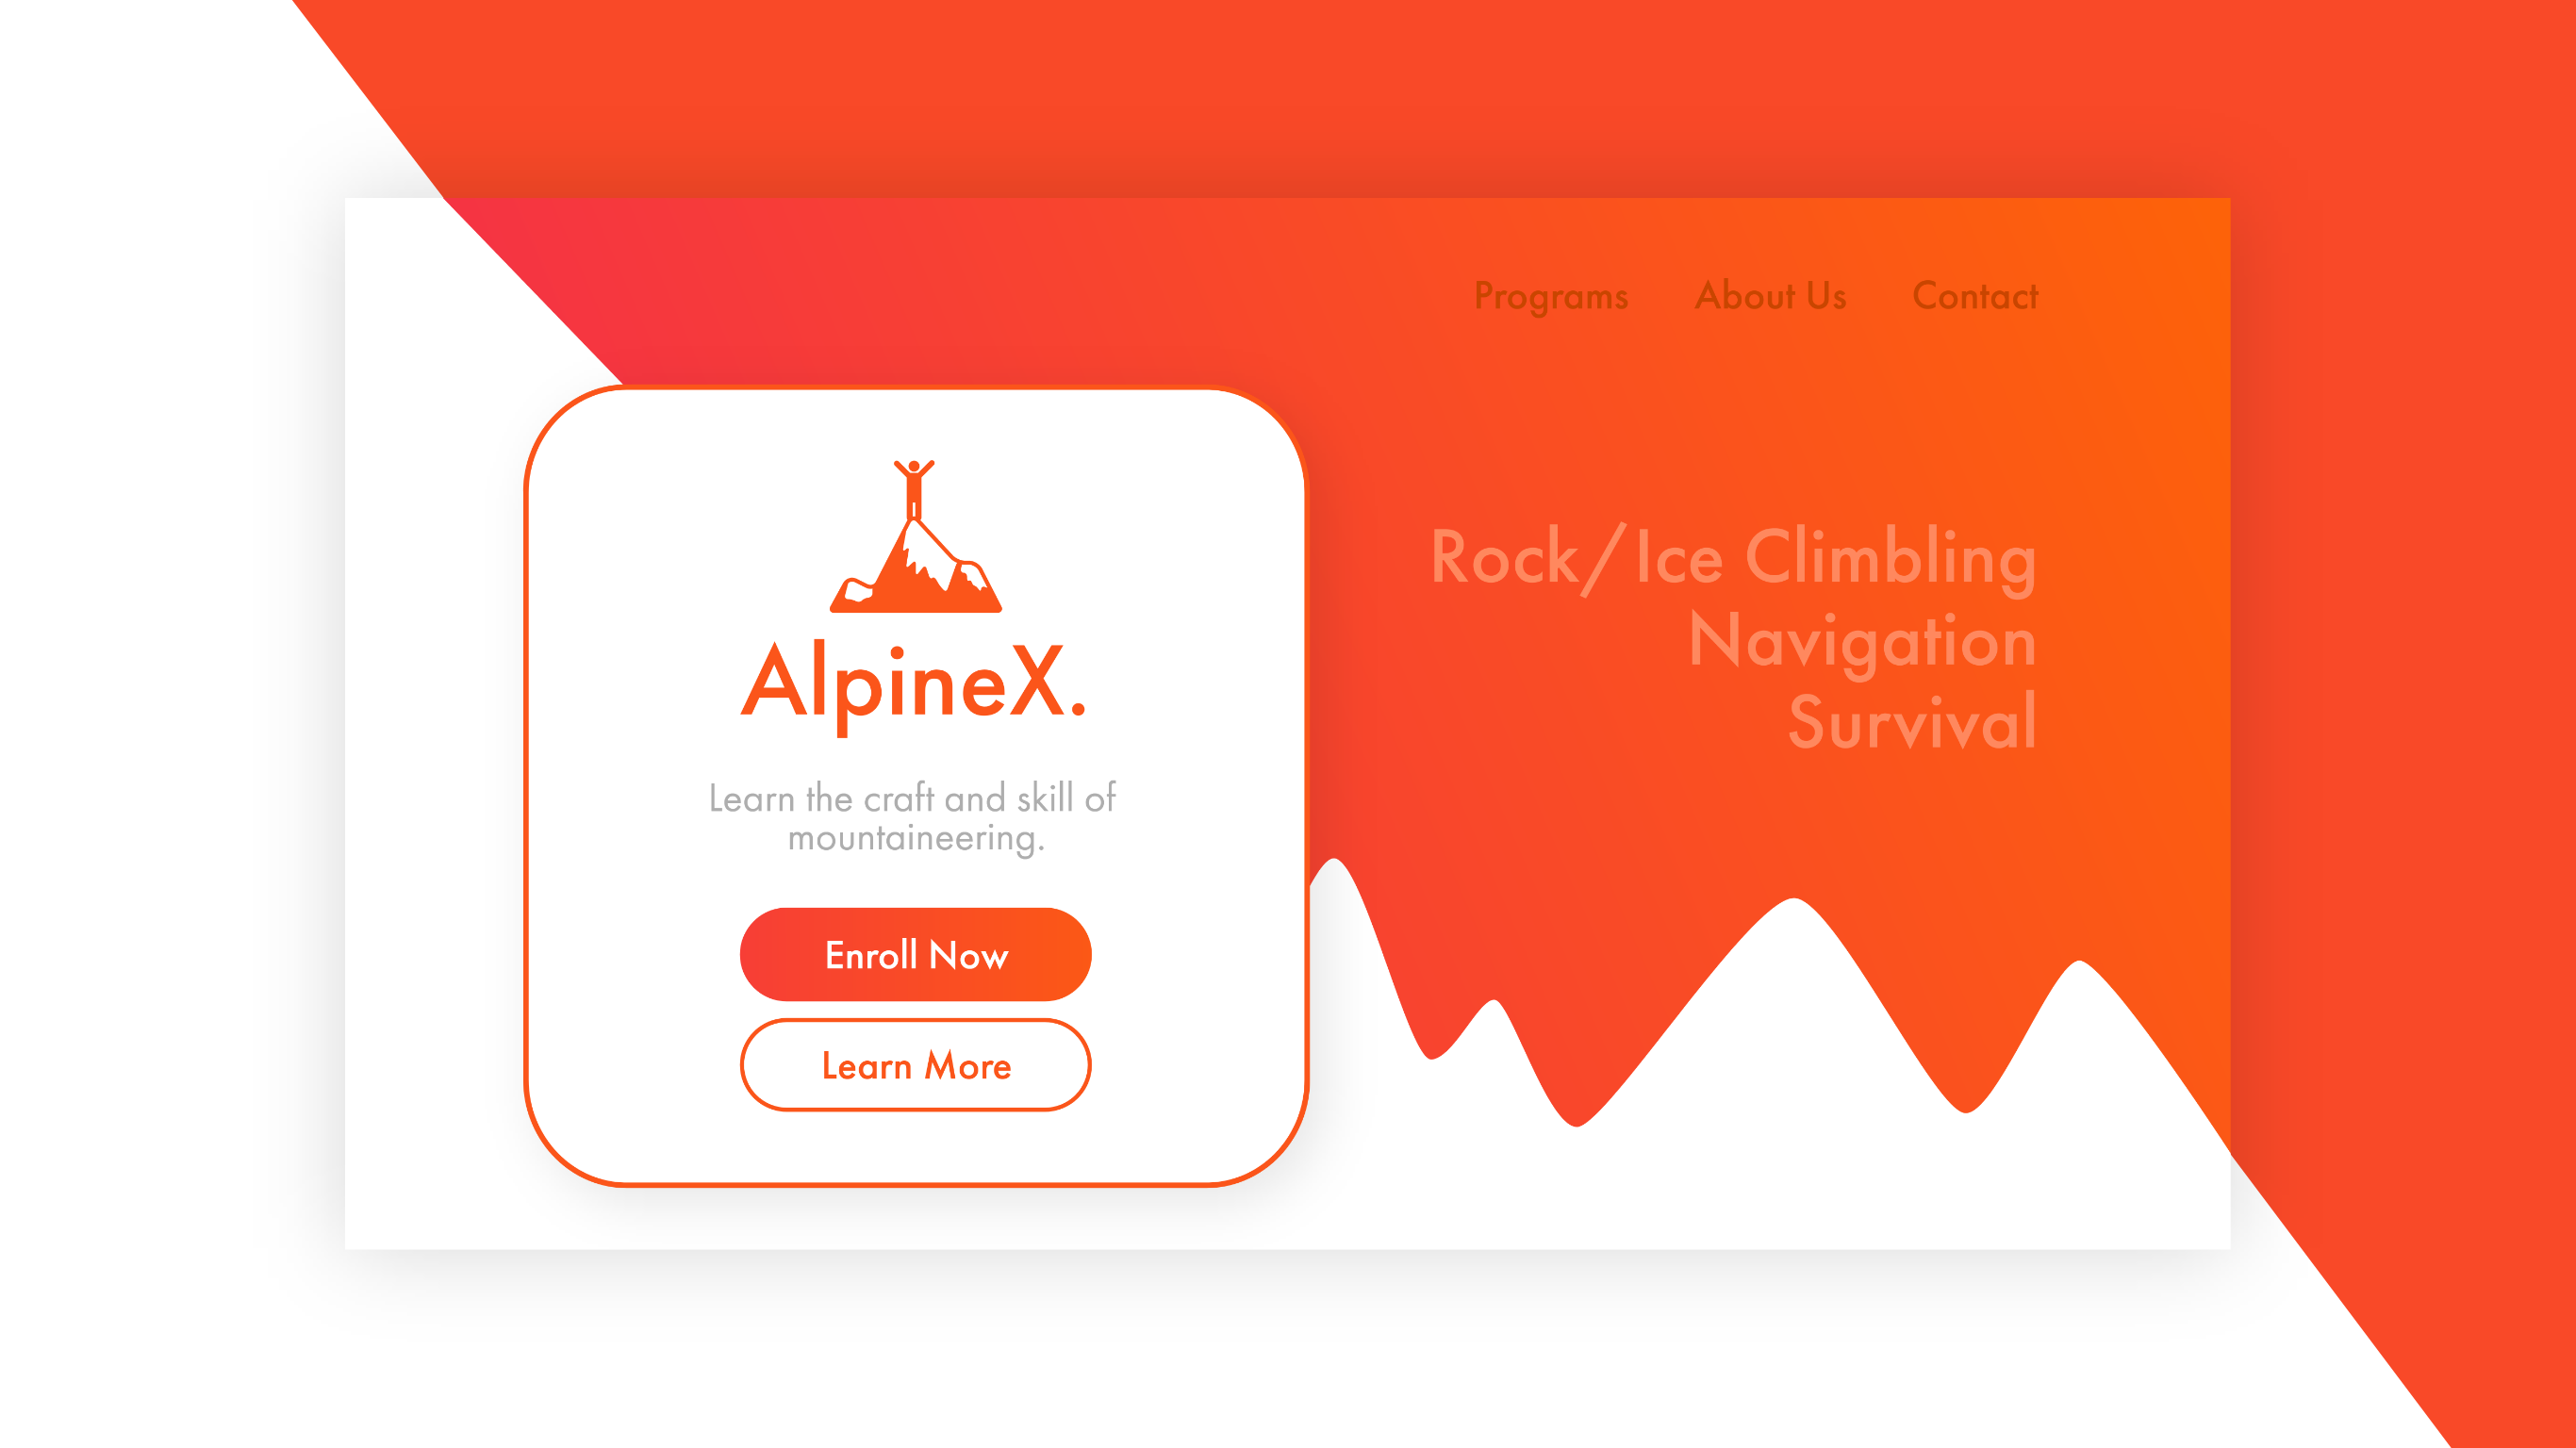 Programs About Us Contact
Rock/Ice Climbling
Navigation
Survival
AlpineX.
Learn the craft and skill of
mountaineering.
Enroll Now
Learn More